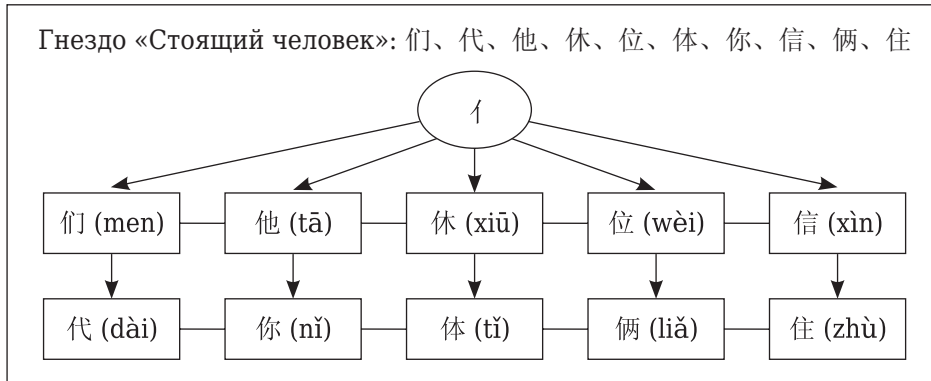 Гнездо «Стоящий человек»: 们、代、他、休、位、体、你、信、俩、住
亻
们 (men) 他 (tā) 休 (xiū) 位 (wèi) 信 (xìn)
代 (dài) 你 (nǐ) 体 (tǐ) 俩 (liǎ) 住 (zhù)